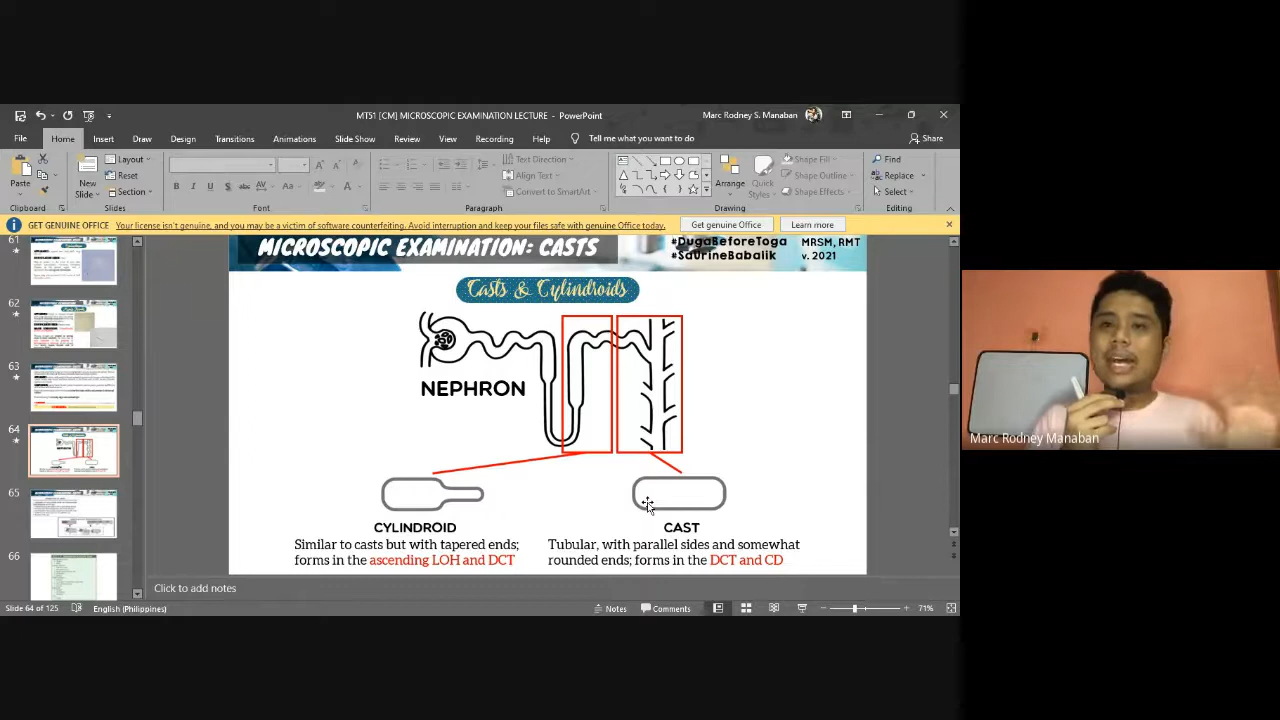 MT51 [CM] MICROSCOPIC EXAMINATION LECTURE - PowerPoint
Marc Rodney S. Manaban
File Home Insert Draw Design Transitions Animations Slide Show Review View Recording Help Tell me what you want to do Share
Paste
New
Slide
Layout
Reset
Section
Text Direction
Align Text
Convert to SmartArt
Arrange
Quick
Styles
Shape Fill
Shape Outline
Shape Effects
Find
Replace
Select
Clipboard Slides Font Paragraph Drawing Editing
GET GENUINE OFFICE Your license isn't genuine, and you may be a victim of software counterfeiting. Avoid interruption and keep your files safe with genuine Office today. Get genuine Office Learn more
61
62
63
64
65
66
MICROSCOPIC EXAMINATION: CASTS
#DugaBeforeToga
#SaUrineBabalik
MRSM, RMT
v. 2021
Casts & Cylindroids
NEPHRON
CYLINDROID
Similar to casts but with tapered ends;
forms in the ascending LOH and DCT
CAST
Tubular, with parallel sides and somewhat
rounded ends; forms in the DCT and CD
Click to add notes
Slide 64 of 125 English (Philippines) Notes Comments 71%
Marc Rodney Manaban